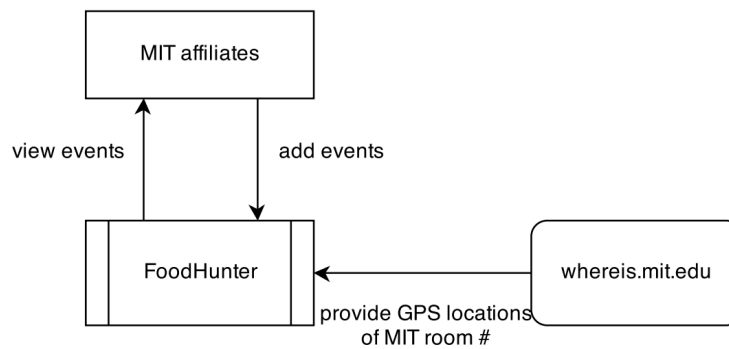 MIT affiliates
view events
add events
FoodHunter
whereis.mit.edu
provide GPS locations
of MIT room #